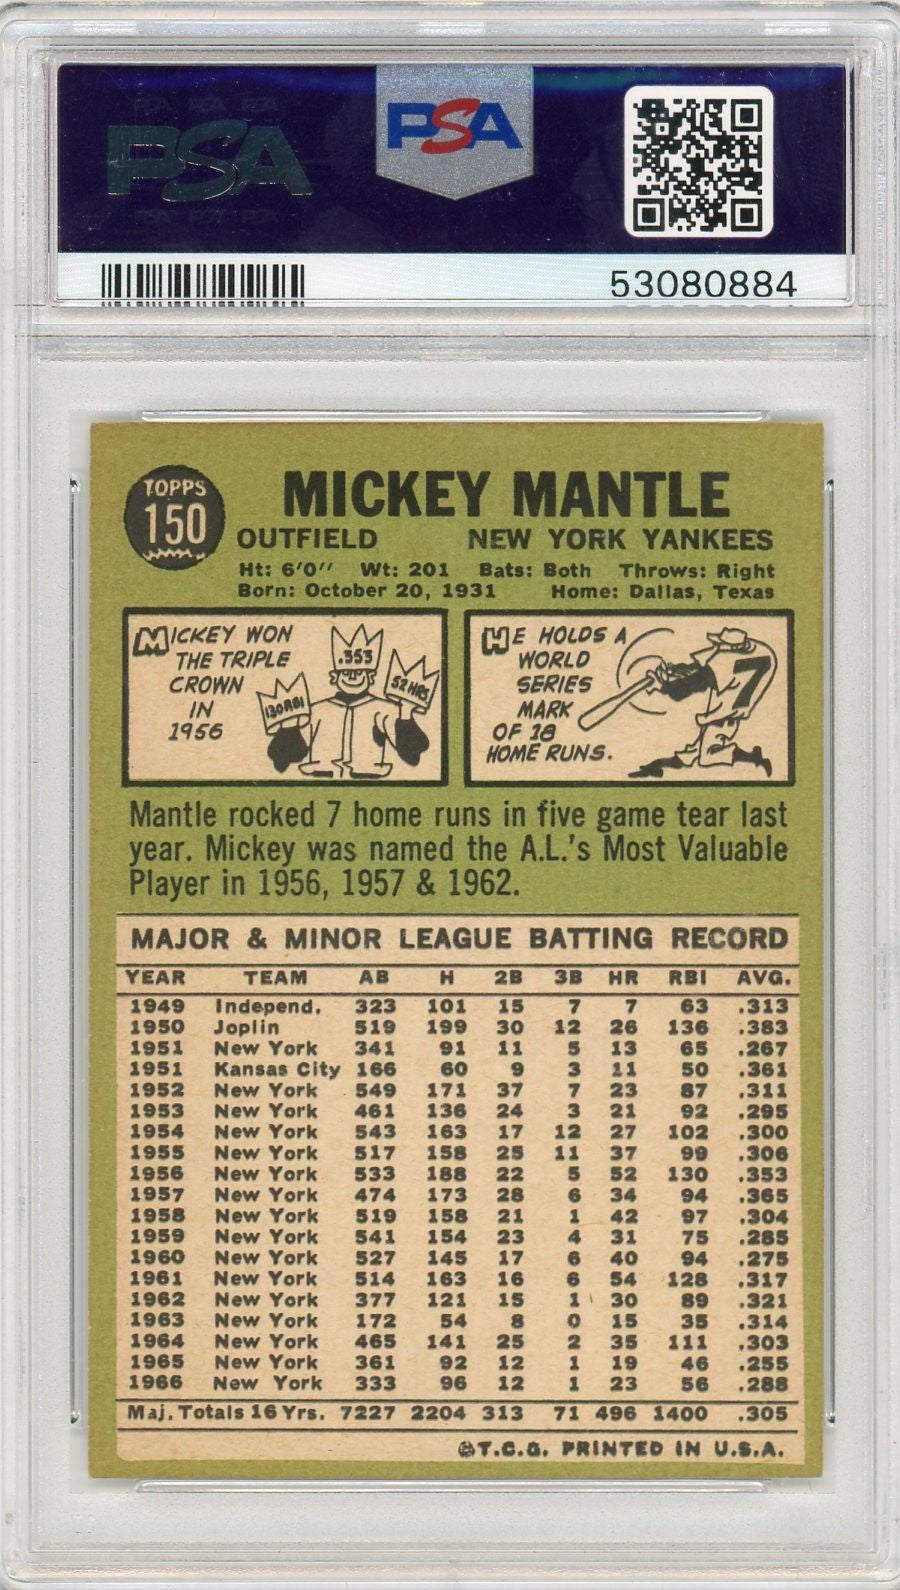 PSA PSA PSA
PSA
PSA PSA PSA
PSA
53080884
TOPPS
150
MICKEY MANTLE
OUTFIELD NEW YORK YANKEES
Ht: 6'0'' Wt: 201 Bats: Both Throws: Right
Born: October 20, 1931 Home: Dallas, Texas
MICKEY WON
THE TRIPLE
CROWN
IN
1956
.353
130 RBI
52 HRS
HE HOLDS A
WORLD
SERIES
MARK
OF 18
HOME RUNS.
7
Mantle rocked 7 home runs in five game tear last
year. Mickey was named the A.L.'s Most Valuable
Player in 1956, 1957 & 1962.
MAJOR & MINOR LEAGUE BATTING RECORD
YEAR TEAM AB H 2B 3B HR RBI AVG.
1949 Independ. 323 101 15 7 7 63 .313
1950 Joplin 519 199 30 12 26 136 .383
1951 New York 341 91 11 5 13 65 .267
1951 Kansas City 166 60 9 3 11 50 .361
1952 New York 549 171 37 7 23 87 .311
1953 New York 461 136 24 3 21 92 .295
1954 New York 543 163 17 12 27 102 .300
1955 New York 517 158 25 11 37 99 .306
1956 New York 533 188 22 5 52 130 .353
1957 New York 474 173 28 6 34 94 .365
1958 New York 519 158 21 1 42 97 .304
1959 New York 541 154 23 4 31 75 .285
1960 New York 527 145 17 6 40 94 .275
1961 New York 514 163 16 6 54 128 .317
1962 New York 377 121 15 1 30 89 .321
1963 New York 172 54 8 0 15 35 .314
1964 New York 465 141 25 2 35 111 .303
1965 New York 361 92 12 1 19 46 .255
1966 New York 333 96 12 1 23 56 .288
Maj. Totals 16 Yrs. 7227 2204 313 71 496 1400 .305
©T.C.G. PRINTED IN U.S.A.